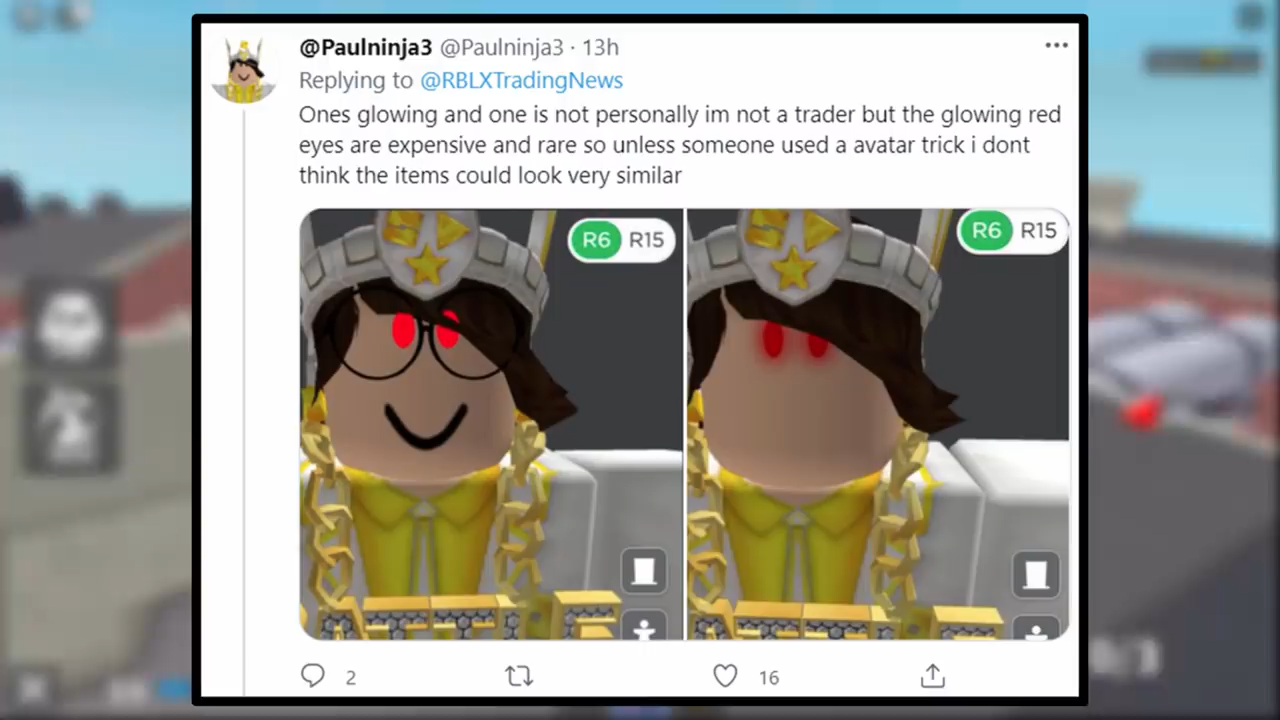 @Paulninja3 @Paulninja3 · 13h
Replying to @RBLXTradingNews
Ones glowing and one is not personally im not a trader but the glowing red
eyes are expensive and rare so unless someone used a avatar trick i dont
think the items could look very similar
R6 R15
R6 R15
2 16